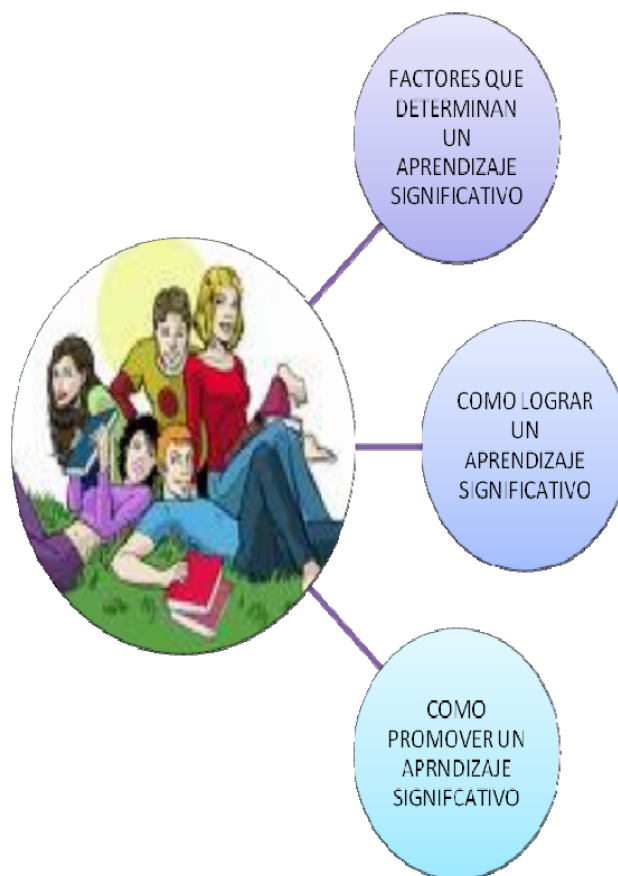 FACTORES QUE
DETERMINAN
UN
APRENDIZAJE
SIGNIFICATIVO
COMO LOGRAR
UN
APRENDIZAJE
SIGNIFICATIVO
COMO
PROMOVER UN
APRNDIZAJE
SIGNIFCATIVO